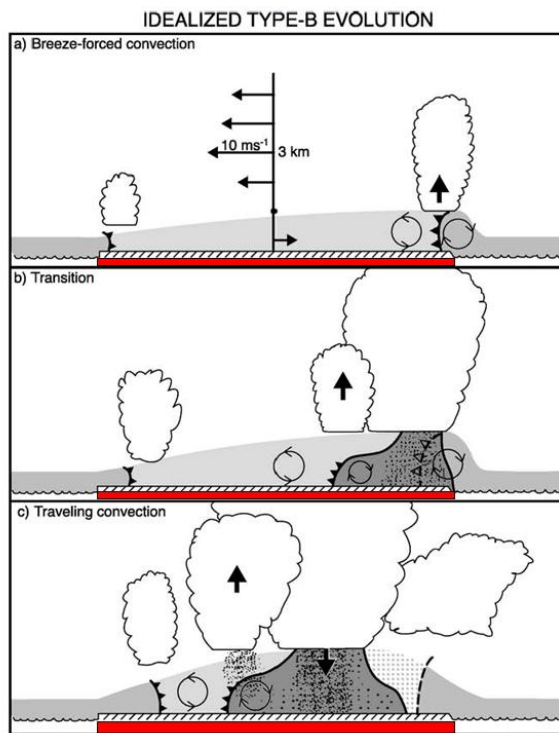 IDEALIZED TYPE-B EVOLUTION
a) Breeze-forced convection
10 ms⁻¹ 3 km
b) Transition
c) Traveling convection